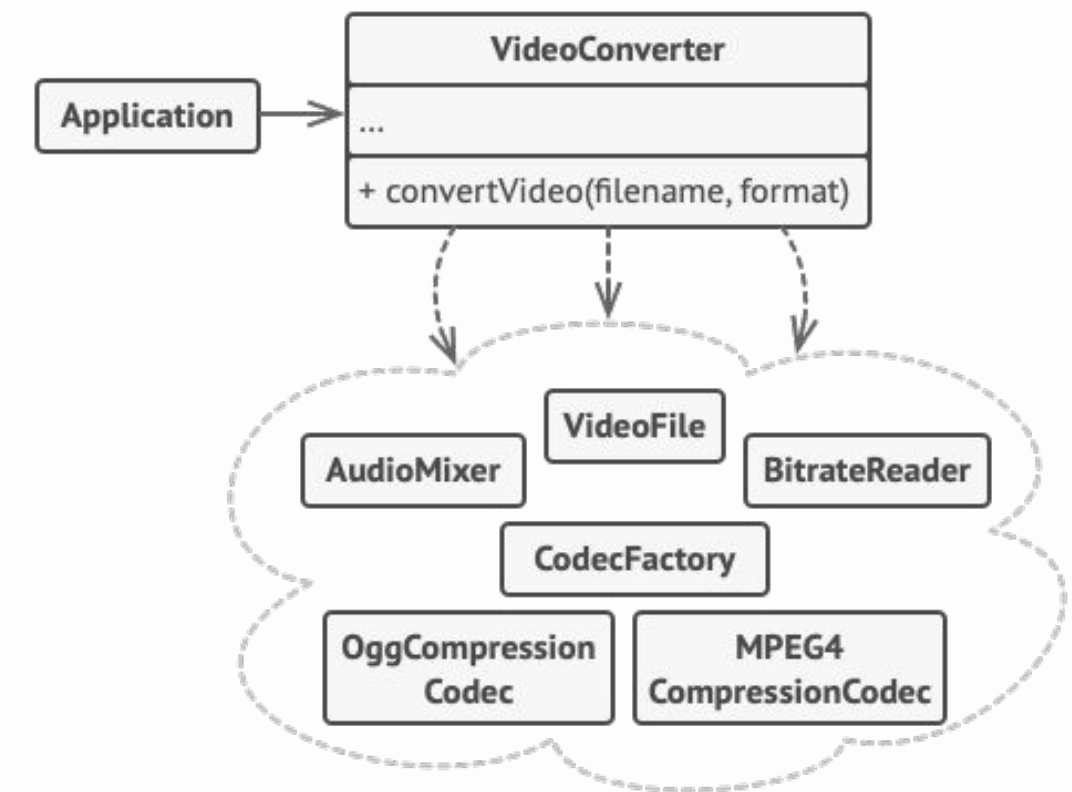 VideoConverter
Application
...
+ convertVideo(filename, format)
VideoFile
AudioMixer
BitrateReader
CodecFactory
OggCompression
Codec
MPEG4
CompressionCodec